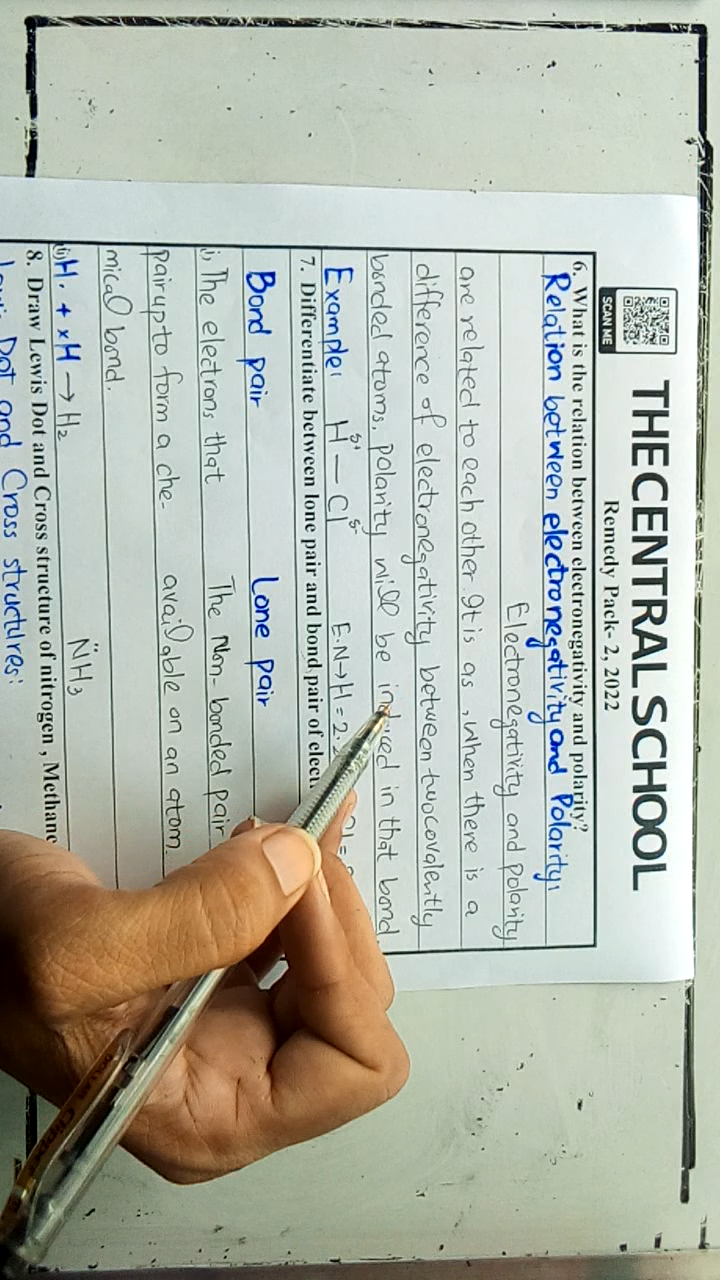 SCAN ME
THE CENTRAL SCHOOL
Remedy Pack- 2, 2022
6. What is the relation between electronegativity and polarity?
Relation between electronegativity and Polarity:
Electronegativity and polarity
are related to each other. It is as, when there is a
difference of electronegativity between two covalently
bonded atoms, polarity will be induced in that bond
Example: H — Cl E.N→H = 2.
δ+ δ-
7. Differentiate between lone pair and bond pair of
Bond pair Lone pair
i) The electrons that The Non-bonded pair
pair up to form a che- available on an atom.
mical bond.
ii) H. + xH → H₂ N̈H₃
8. Draw Lewis Dot and Cross structure of nitrogen , Methane
Dot and Cross structures: